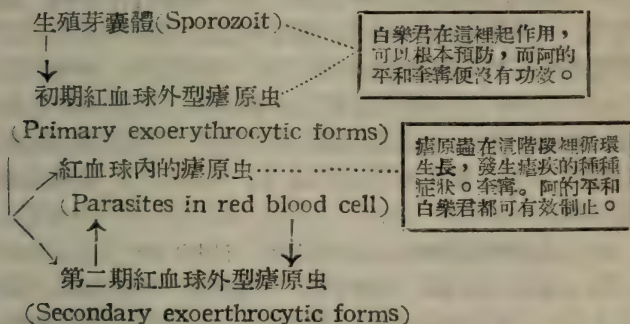 生殖芽囊體(Sporozoit)
白樂君在這裡起作用，
可以根本預防，而阿的
平和奎寗便沒有功效。
初期紅血球外型瘧原虫
(Primary exoerythrocytic forms)
紅血球內的瘧原虫
(Parasites in red blood cell)
瘧原蟲在這階段裡循環
生長，發生瘧疾的種種
症狀。奎寗。阿的平和
白樂君都可有效制止。
第二期紅血球外型瘧原虫
(Secondary exoerthrocytic forms)